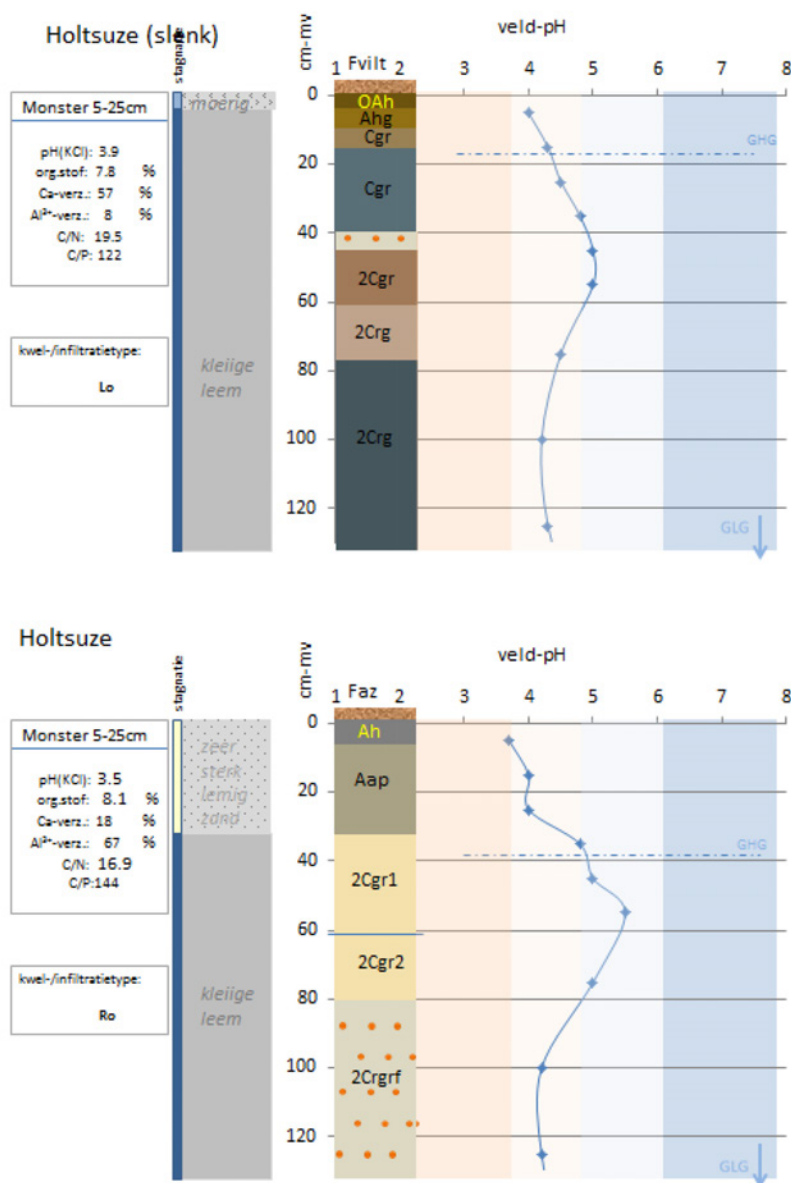 Holtsuze (slenk)
stagnatie
cm-mv
veld-pH
Fvilt
1 2 3 4 5 6 7 8
Monster 5-25cm
pH(KCl): 3.9
org.stof: 7.8 %
Ca-verz.: 57 %
Al³⁺-verz.: 8 %
C/N: 19.5
C/P: 122
kwel-/infiltratietype:
Lo
moerig
kleiige
leem
0
20
40
60
80
100
120
OAh
Ahg
Cgr
Cgr
2Cgr
2Crg
2Crg
GHG
GLG
Holtsuze
stagnatie
cm-mv
veld-pH
Faz
1 2 3 4 5 6 7 8
Monster 5-25cm
pH(KCl): 3.5
org.stof: 8.1 %
Ca-verz.: 18 %
Al³⁺-verz.: 67 %
C/N: 16.9
C/P:144
kwel-/infiltratietype:
Ro
zeer
sterk
lemig
zand
kleiige
leem
0
20
40
60
80
100
120
Ah
Aap
2Cgr1
2Cgr2
2Crgrf
GHG
GLG